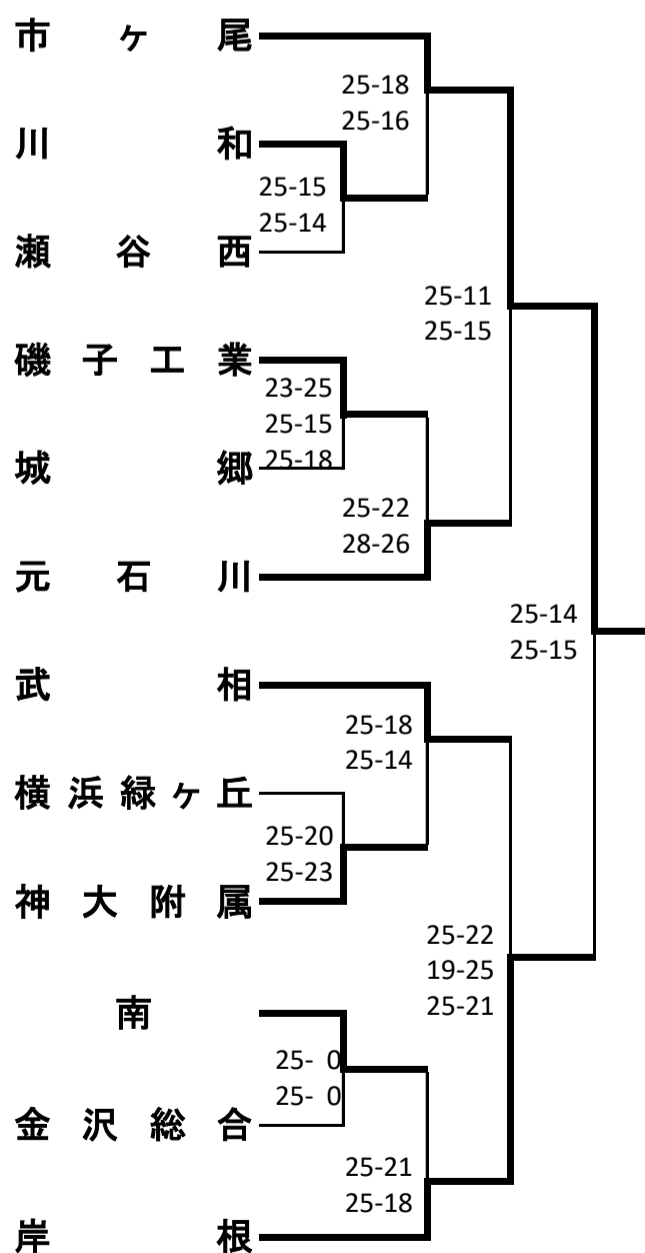 市ヶ尾
25-18
25-16
川和
25-15
25-14
瀬谷西
25-11
25-15
磯子工業
23-25
25-15
25-18
城郷
25-22
28-26
元石川
25-14
25-15
武相
25-18
25-14
横浜緑ヶ丘
25-20
25-23
神大附属
25-22
19-25
25-21
南
25- 0
25- 0
金沢総合
25-21
25-18
岸根